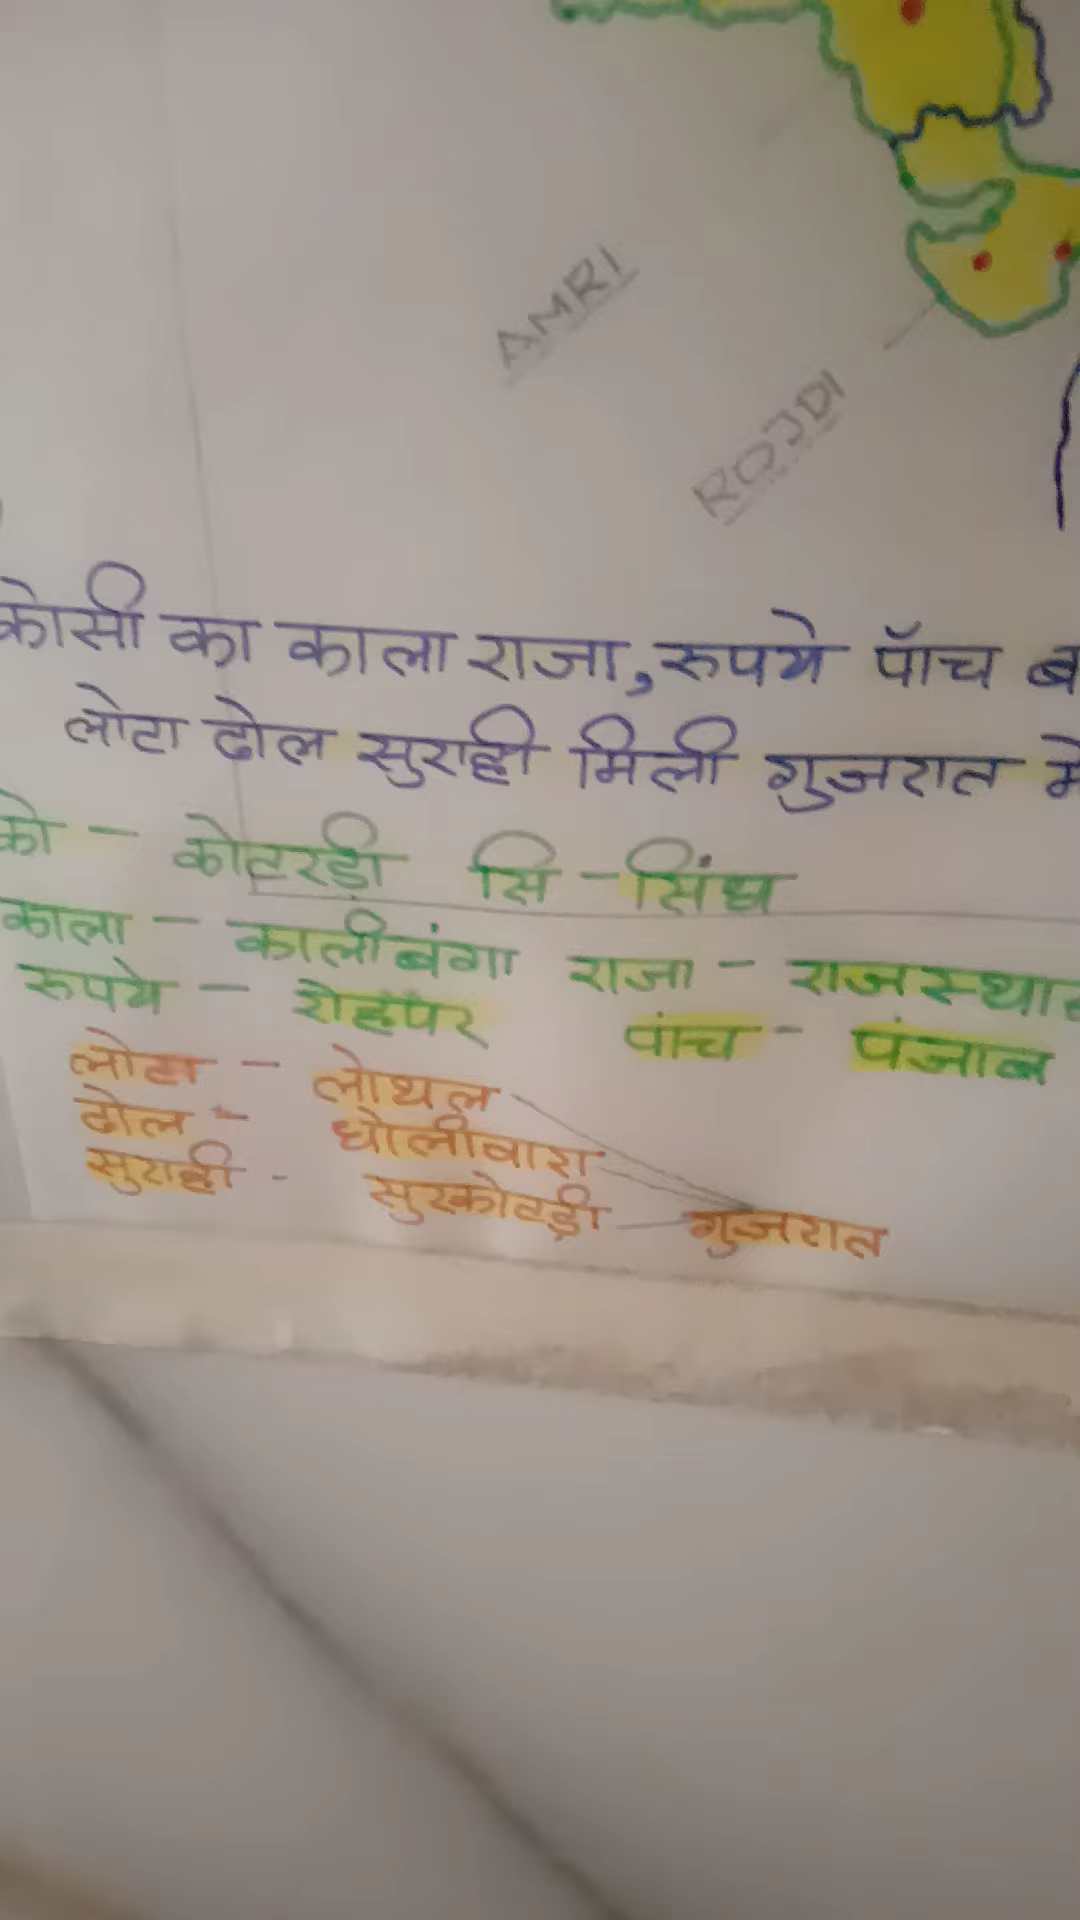 AMRI
ROJDI
कोसी का काला राजा, रुपये पॉच
लोटा ढोल सुराही मिली गुजरात मे
को - कोटरड़ी सि - सिंध
काला - कालीबंगा राजा - राजस्थान
रुपये - रोहपर पांच - पंजाब
लोटा - लोथल
ढोल - धोलीवारा
सुराही - सुरकोटड़ी गुजरात